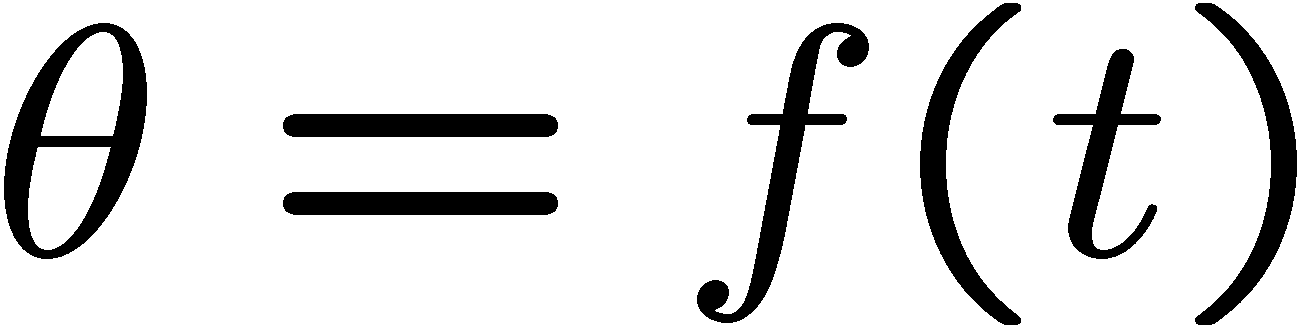 θ = f(t)